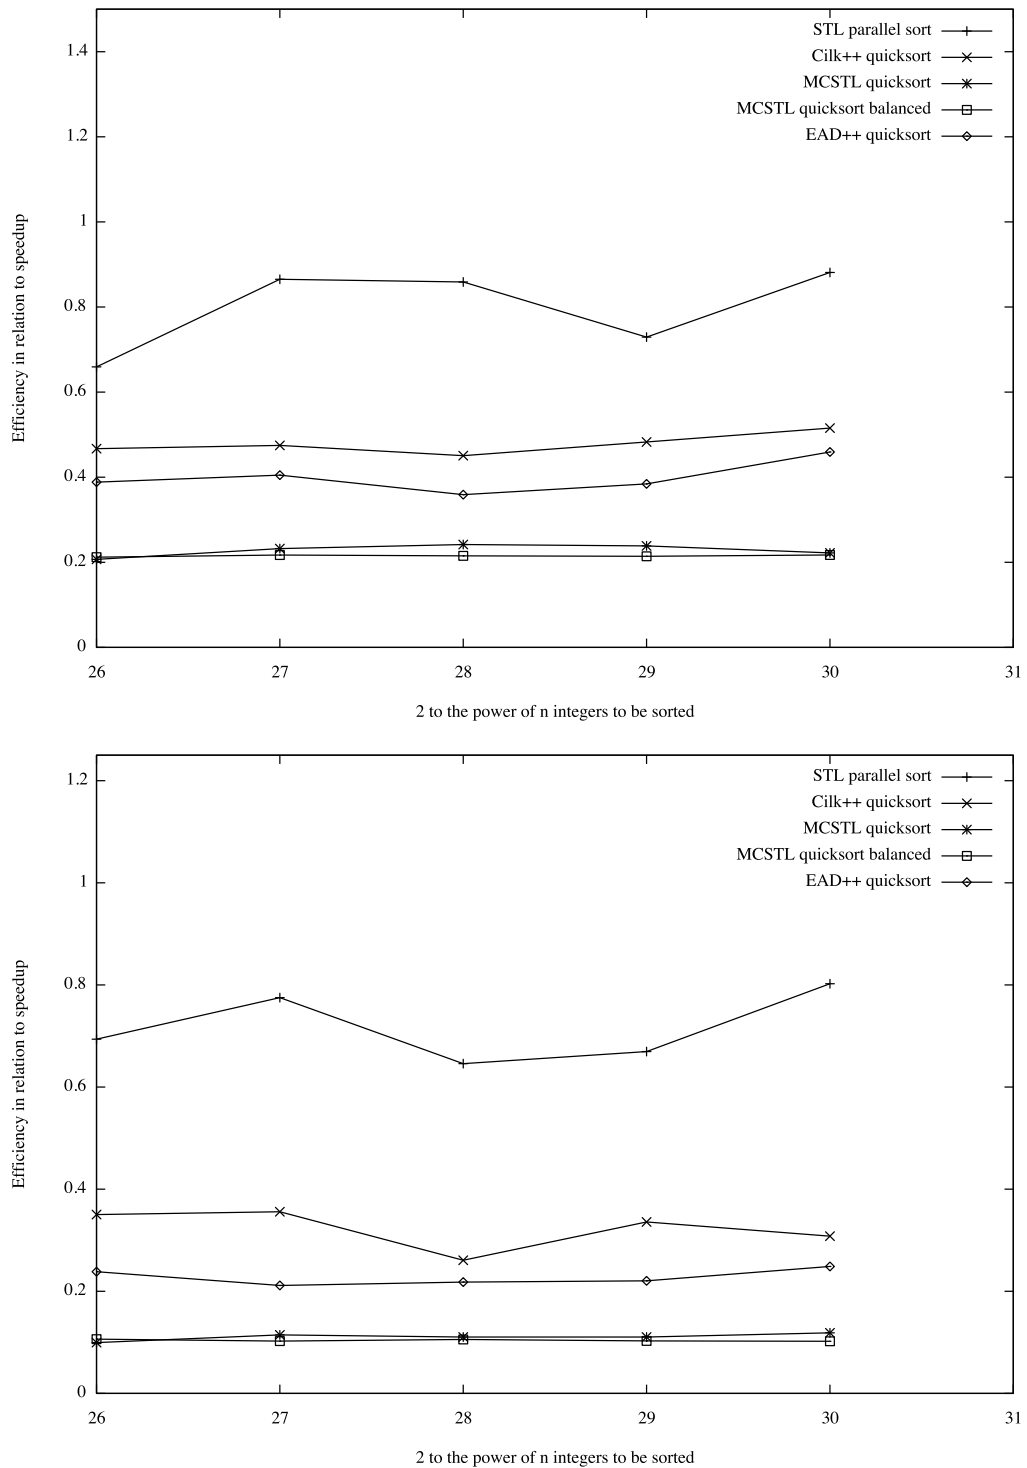 STL parallel sort
Cilk++ quicksort
MCSTL quicksort
MCSTL quicksort balanced
EAD++ quicksort
1.4
1.2
1
0.8
0.6
0.4
0.2
0
Efficiency in relation to speedup
26 27 28 29 30 31
2 to the power of n integers to be sorted
STL parallel sort
Cilk++ quicksort
MCSTL quicksort
MCSTL quicksort balanced
EAD++ quicksort
1.2
1
0.8
0.6
0.4
0.2
0
Efficiency in relation to speedup
26 27 28 29 30 31
2 to the power of n integers to be sorted